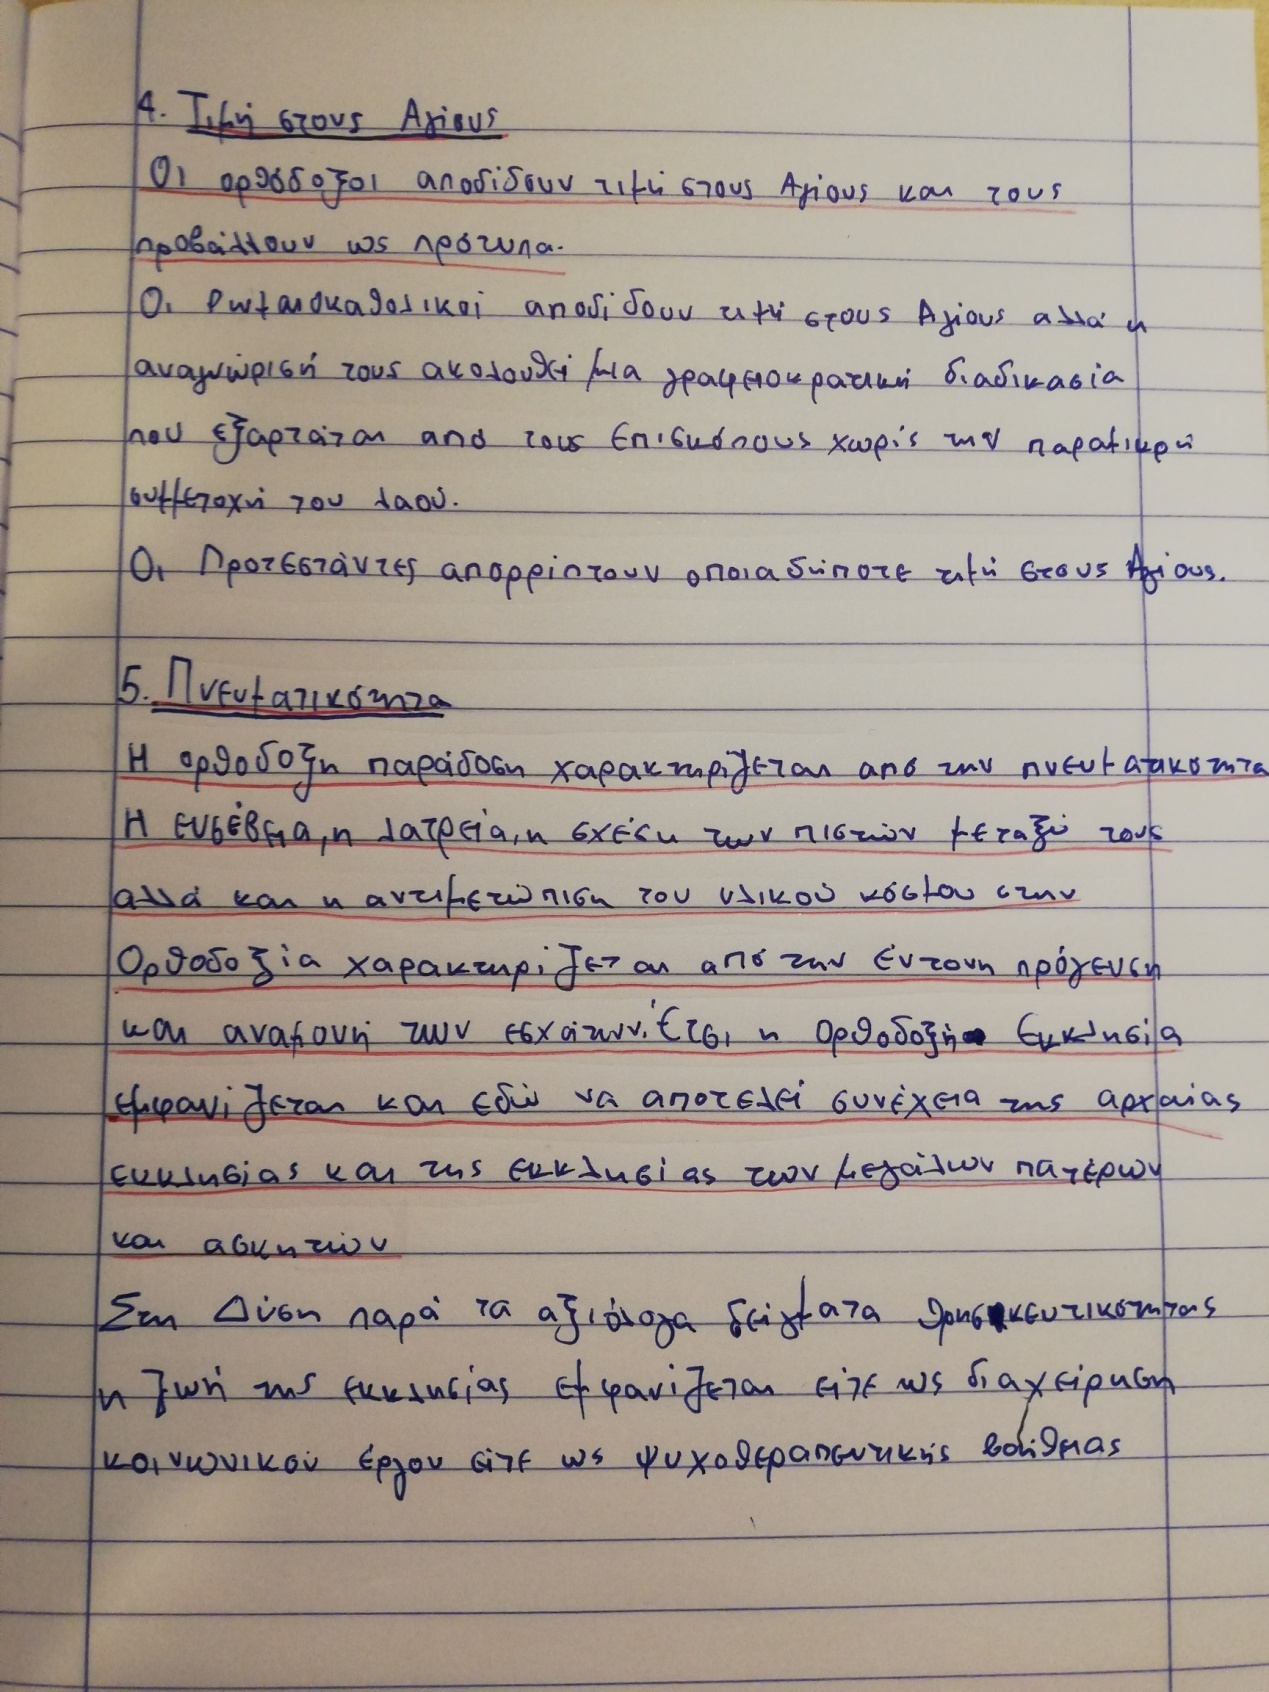 4. Τιμή στους Αγίους
Οι ορθόδοξοι αποδίδουν τιμή στους Αγίους και τους
προβάλλουν ως πρότυπα.
Οι Ρωμαιοκαθολικοί αποδίδουν τιμή στους Αγίους αλλά η
αναγνώρισή τους ακολουθεί μια γραφειοκρατική διαδικασία
που εξαρτάται από τους Επισκόπους χωρίς την παραμικρή
συμμετοχή του λαού.
Οι Προτεστάντες απορρίπτουν οποιαδήποτε τιμή στους Αγίους.
5. Πνευματικότητα
Η ορθοδοξη παράδοση χαρακτηρίζεται από την πνευματικότητα
Η ευσέβεια, η λατρεία, η σχέση των πιστών μεταξύ τους
αλλά και η αντιμετώπιση του υλικού κόσμου στην
Ορθοδοξία χαρακτηρίζεται από την έντονη πρόγευση
και αναμονή των εσχάτων. Έτσι η Ορθοδοξη Εκκλησία
εμφανίζεται και εδώ να αποτελεί συνέχεια της αρχαίας
εκκλησίας και της εκκλησίας των μεγάλων πατέρων
και ασκητών
Στη Δύση παρά τα αξιόλογα δείγματα θρησκευτικότητας
η ζωή της εκκλησίας εμφανίζεται είτε ως διαχείρηση
κοινωνικού έργου είτε ως ψυχοθεραπευτικής βοήθειας